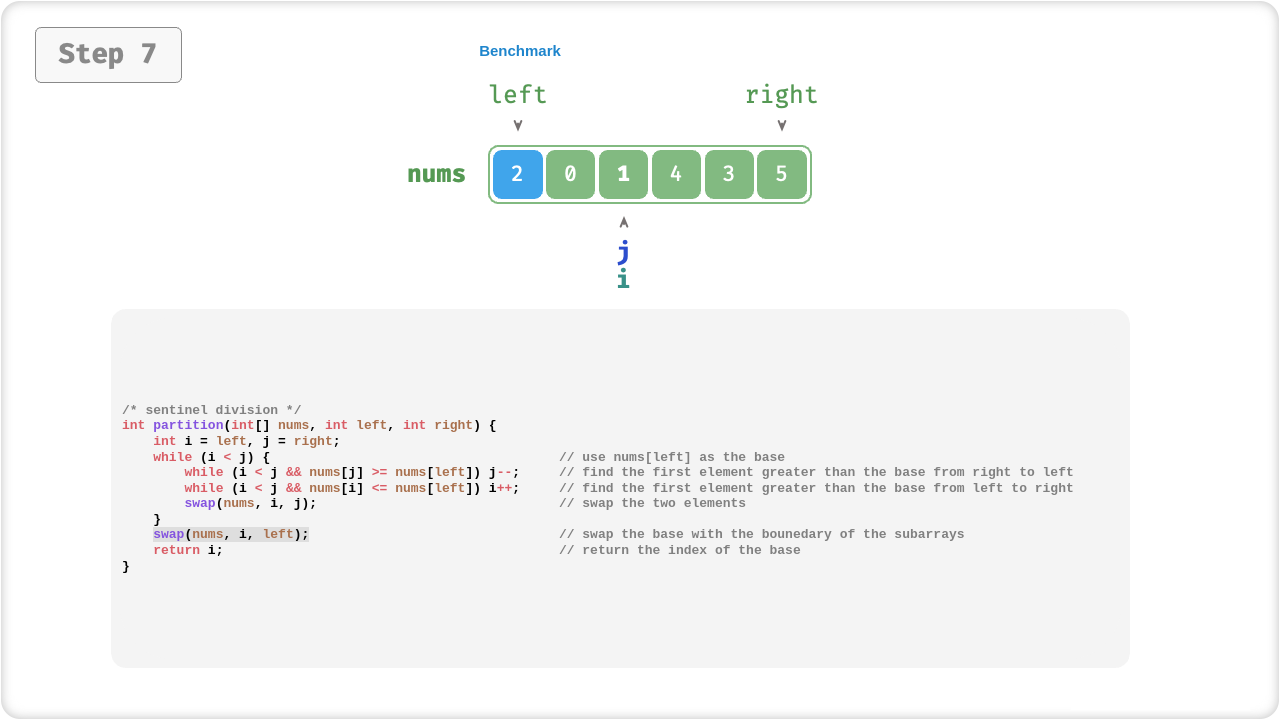 Step 7
Benchmark
left right
nums 2 0 1 4 3 5
j
i
/* sentinel division */
int partition(int[] nums, int left, int right) {
    int i = left, j = right;
    while (i < j) { // use nums[left] as the base
        while (i < j && nums[j] >= nums[left]) j--; // find the first element greater than the base from right to left
        while (i < j && nums[i] <= nums[left]) i++; // find the first element greater than the base from left to right
        swap(nums, i, j); // swap the two elements
    }
    swap(nums, i, left); // swap the base with the bounedary of the subarrays
    return i; // return the index of the base
}